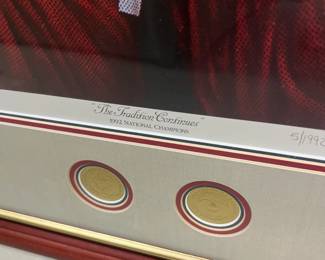 "The Tradition Continues"
1992 National Champions
5/1992